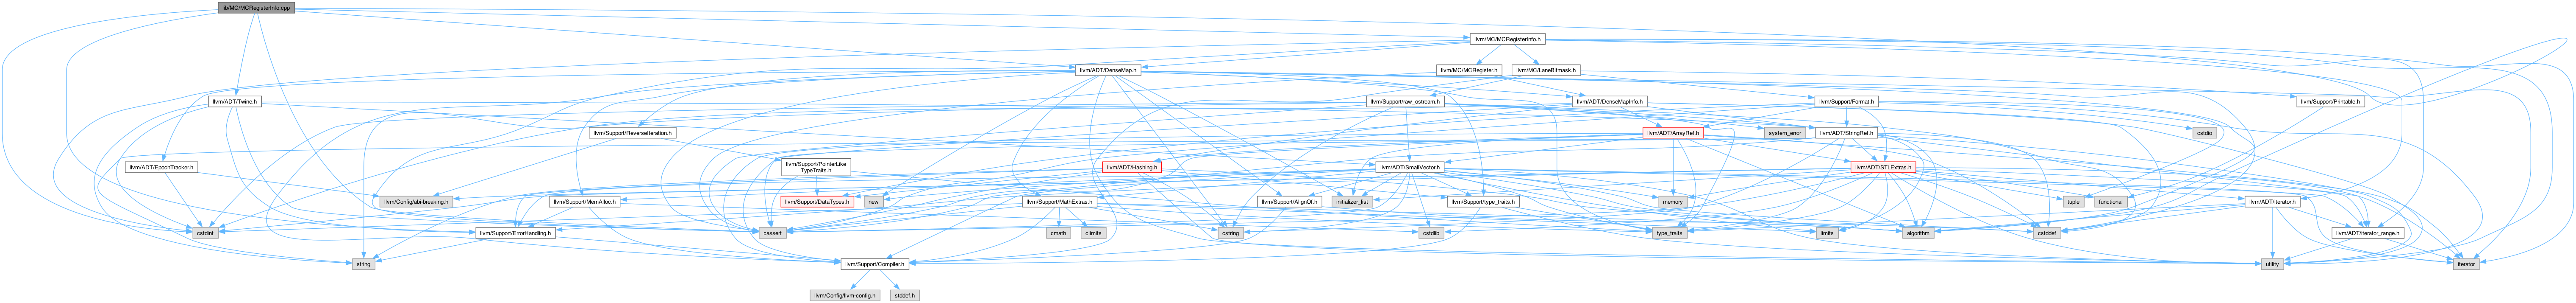 lib/MC/MCRegisterInfo.cpp
llvm/MC/MCRegisterInfo.h
llvm/ADT/DenseMap.h
llvm/MC/MCRegister.h
llvm/MC/LaneBitmask.h
llvm/ADT/Twine.h
llvm/Support/raw_ostream.h
llvm/ADT/DenseMapInfo.h
llvm/Support/Format.h
llvm/Support/Printable.h
llvm/Support/ReverseIteration.h
llvm/ADT/ArrayRef.h
system_error
llvm/ADT/StringRef.h
cstdio
llvm/ADT/EpochTracker.h
llvm/Support/PointerLike
TypeTraits.h
llvm/ADT/Hashing.h
llvm/ADT/SmallVector.h
llvm/ADT/STLExtras.h
llvm/Config/abi-breaking.h
llvm/Support/MemAlloc.h
llvm/Support/DataTypes.h
new
llvm/Support/MathExtras.h
llvm/Support/AlignOf.h
initializer_list
llvm/Support/type_traits.h
memory
tuple
functional
llvm/ADT/iterator.h
cstdint
llvm/Support/ErrorHandling.h
cassert
cmath
climits
cstring
cstdlib
type_traits
limits
algorithm
cstddef
llvm/ADT/iterator_range.h
string
llvm/Support/Compiler.h
utility
iterator
llvm/Config/llvm-config.h
stddef.h